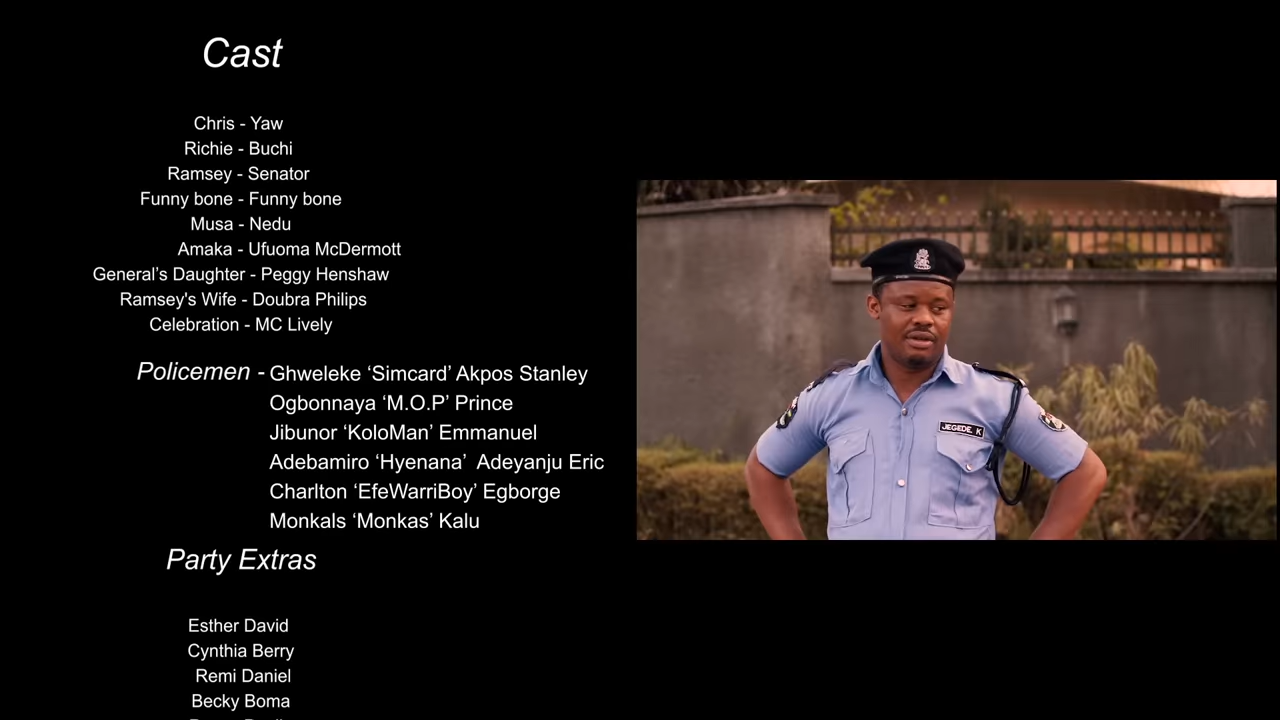 Cast
Chris - Yaw
Richie - Buchi
Ramsey - Senator
Funny bone - Funny bone
Musa - Nedu
Amaka - Ufuoma McDermott
General's Daughter - Peggy Henshaw
Ramsey's Wife - Doubra Philips
Celebration - MC Lively
Policemen - Ghweleke ‘Simcard’ Akpos Stanley
Ogbonnaya ‘M.O.P’ Prince
Jibunor ‘KoloMan’ Emmanuel
Adebamiro ‘Hyenana’ Adeyanju Eric
Charlton ‘EfeWarriBoy’ Egborge
Monkals ‘Monkas’ Kalu
Party Extras
Esther David
Cynthia Berry
Remi Daniel
Becky Boma
JEGEDE, K